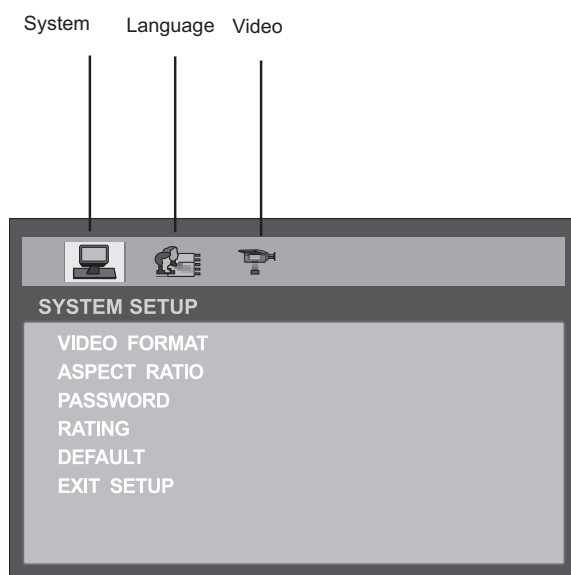 System Language Video
SYSTEM SETUP
VIDEO FORMAT
ASPECT RATIO
PASSWORD
RATING
DEFAULT
EXIT SETUP